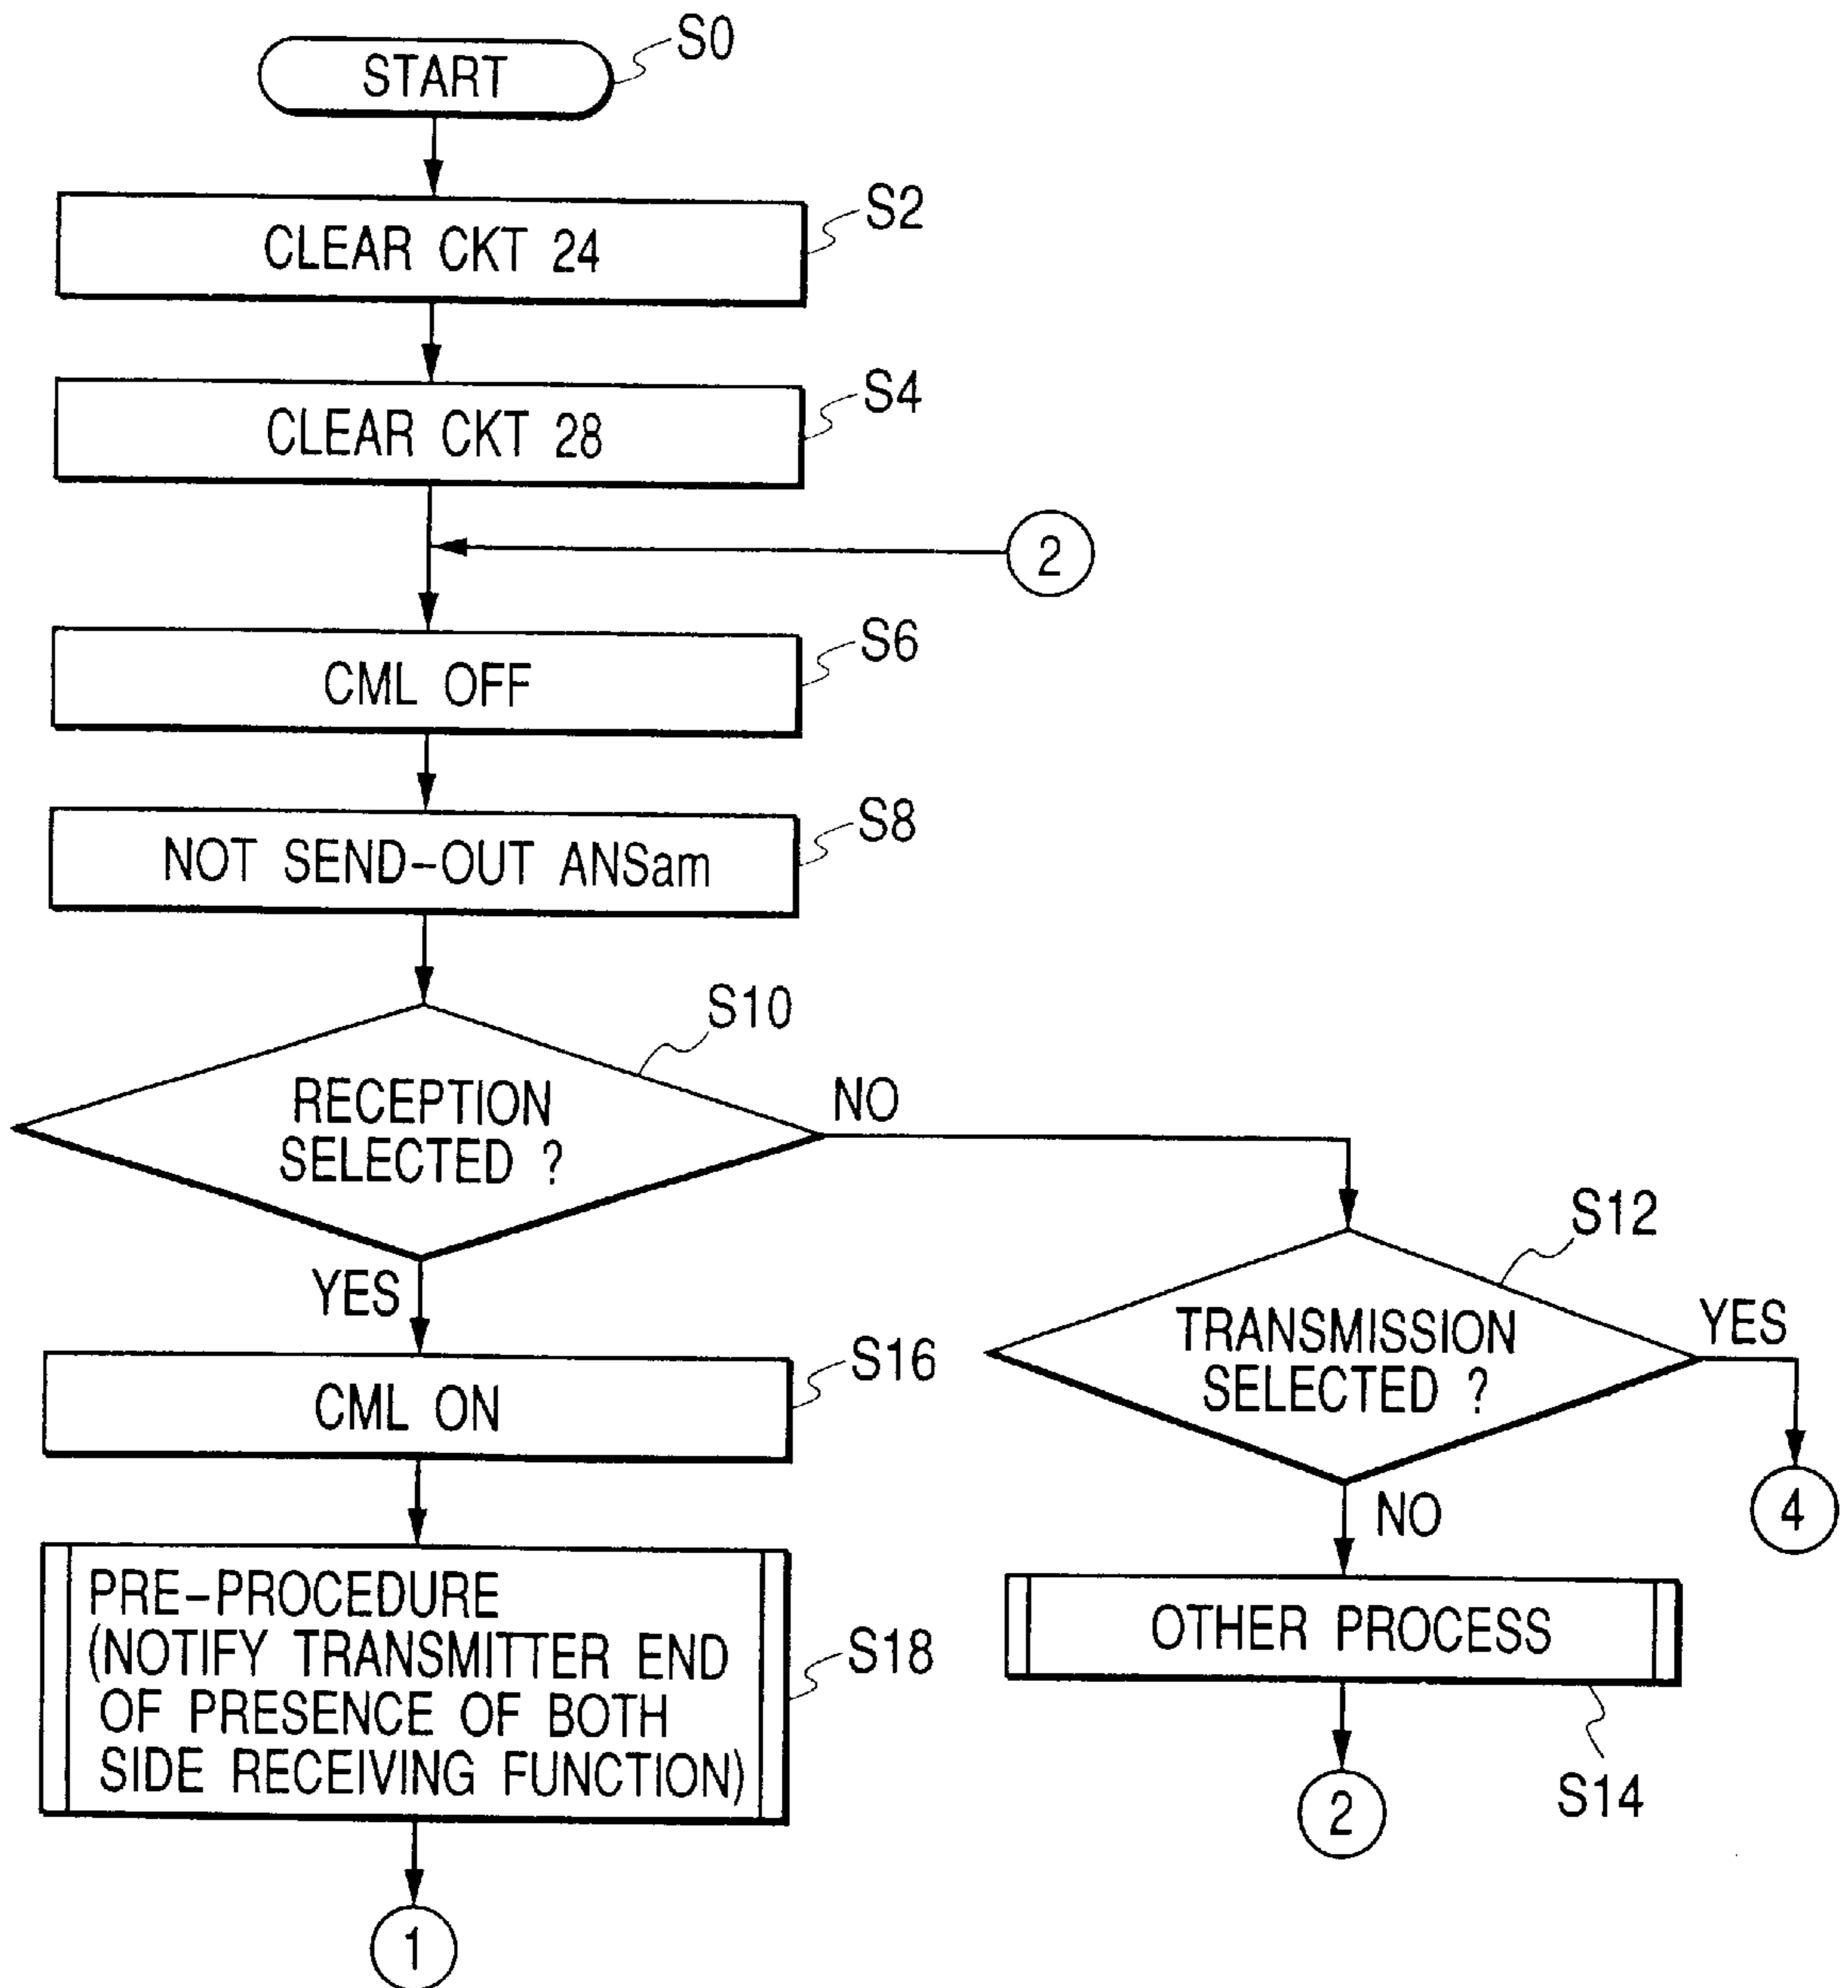 START
S0
CLEAR CKT 24
S2
CLEAR CKT 28
S4
2
CML OFF
S6
NOT SEND-OUT ANSam
S8
RECEPTION
SELECTED ?
S10
NO
YES
TRANSMISSION
SELECTED ?
S12
YES
4
NO
CML ON
S16
PRE-PROCEDURE
(NOTIFY TRANSMITTER END
OF PRESENCE OF BOTH
SIDE RECEIVING FUNCTION)
S18
OTHER PROCESS
S14
2
1